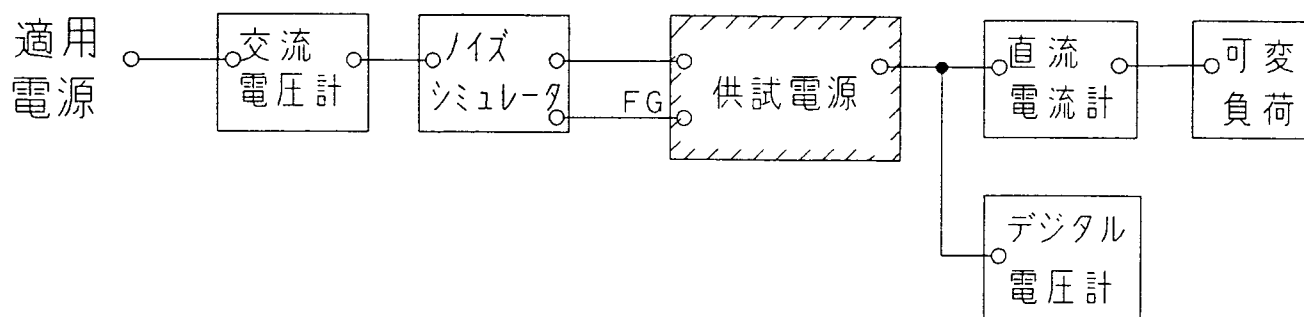 適用
電源
交流
電圧計
ノイズ
シミュレータ
FG
供試電源
直流
電流計
可変
負荷
デジタル
電圧計